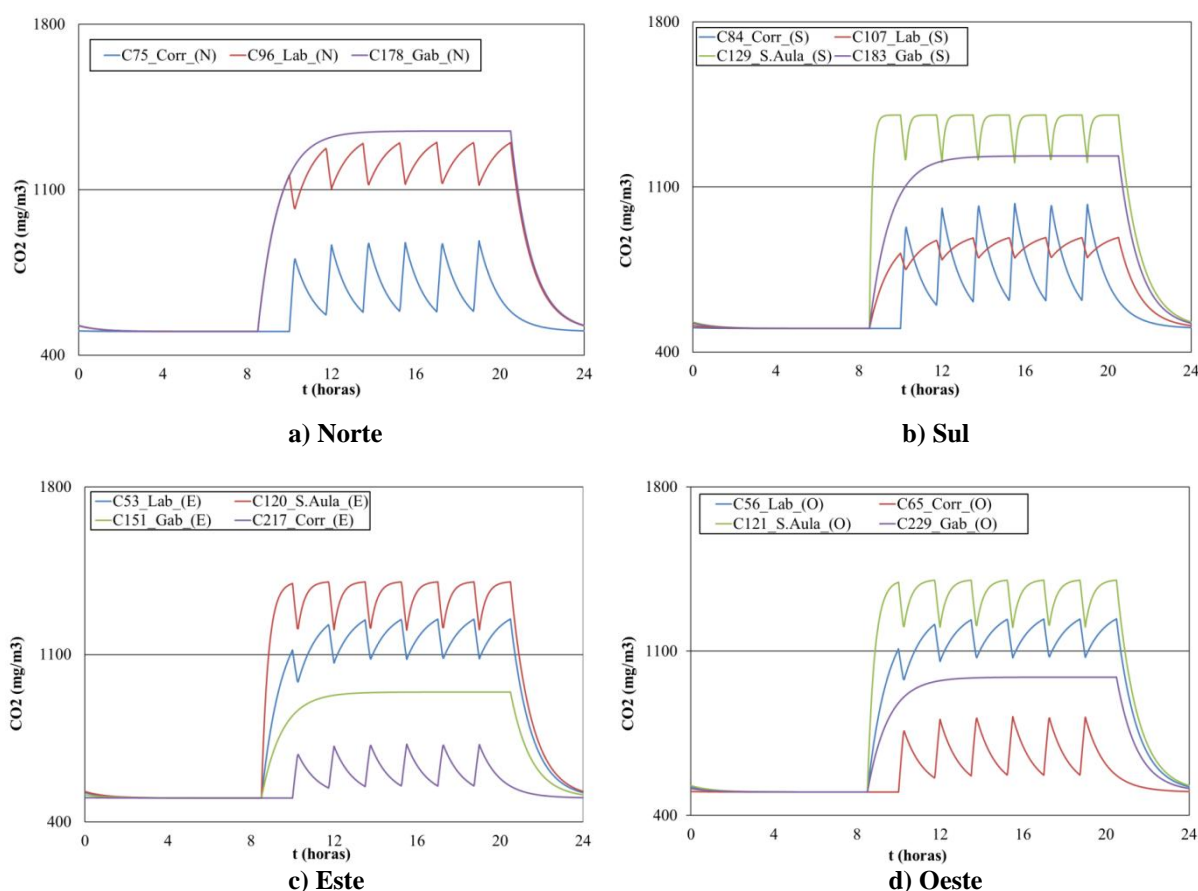 1800
C75_Corr_(N) C96_Lab_(N) C178_Gab_(N)
1100
CO2 (mg/m3)
400
0 4 8 12 16 20 24
t (horas)
a) Norte
1800
C84_Corr_(S) C107_Lab_(S)
C129_S.Aula_(S) C183_Gab_(S)
1100
CO2 (mg/m3)
400
0 4 8 12 16 20 24
t (horas)
b) Sul
1800
C53_Lab_(E) C120_S.Aula_(E)
C151_Gab_(E) C217_Corr_(E)
1100
CO2 (mg/m3)
400
0 4 8 12 16 20 24
t (horas)
c) Este
1800
C56_Lab_(O) C65_Corr_(O)
C121_S.Aula_(O) C229_Gab_(O)
1100
CO2 (mg/m3)
400
0 4 8 12 16 20 24
t (horas)
d) Oeste